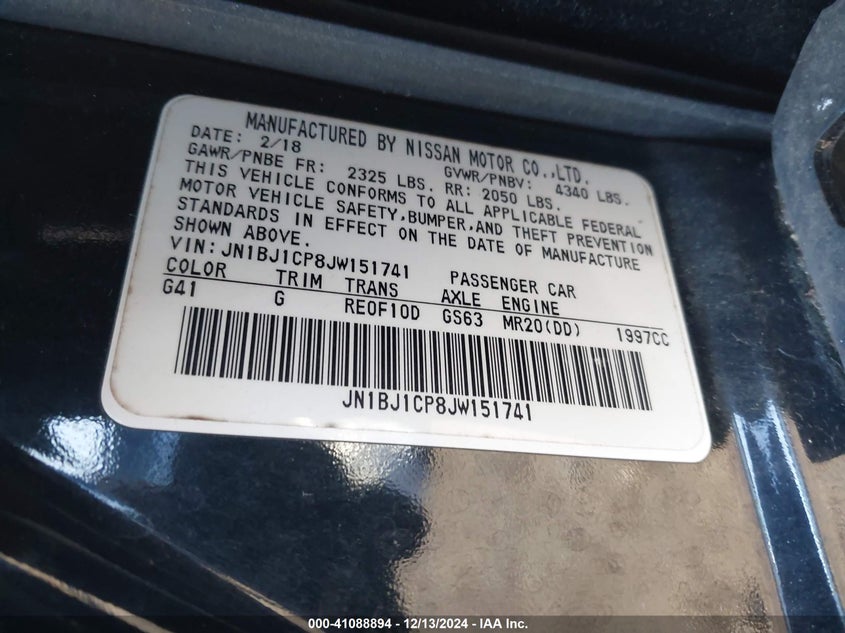 MANUFACTURED BY NISSAN MOTOR CO.,LTD.
DATE: 2/18 GVWR/PNBV: 4340 LBS.
GAWR/PNBE FR: 2325 LBS. RR: 2050 LBS.
THIS VEHICLE CONFORMS TO ALL APPLICABLE FEDERAL
MOTOR VEHICLE SAFETY,BUMPER,AND THEFT PREVENTION
STANDARDS IN EFFECT ON THE DATE OF MANUFACTURE
SHOWN ABOVE.
VIN: JN1BJ1CP8JW151741 PASSENGER CAR
COLOR TRIM TRANS AXLE ENGINE
G41 G RE0F10D GS63 MR20(DD) 1997CC
JN1BJ1CP8JW151741
000-41088894 - 12/13/2024 - IAA Inc.